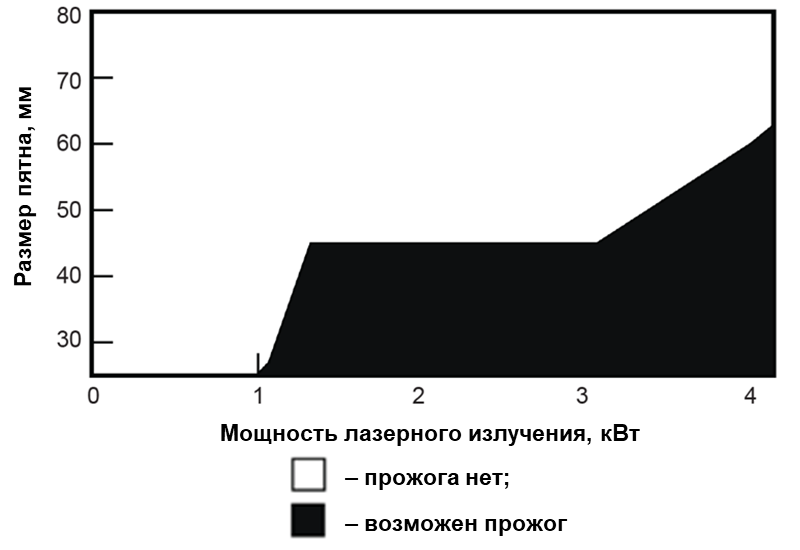 80
70
60
50
40
30
Размер пятна, мм
0 1 2 3 4
Мощность лазерного излучения, кВт
– прожога нет;
– возможен прожог